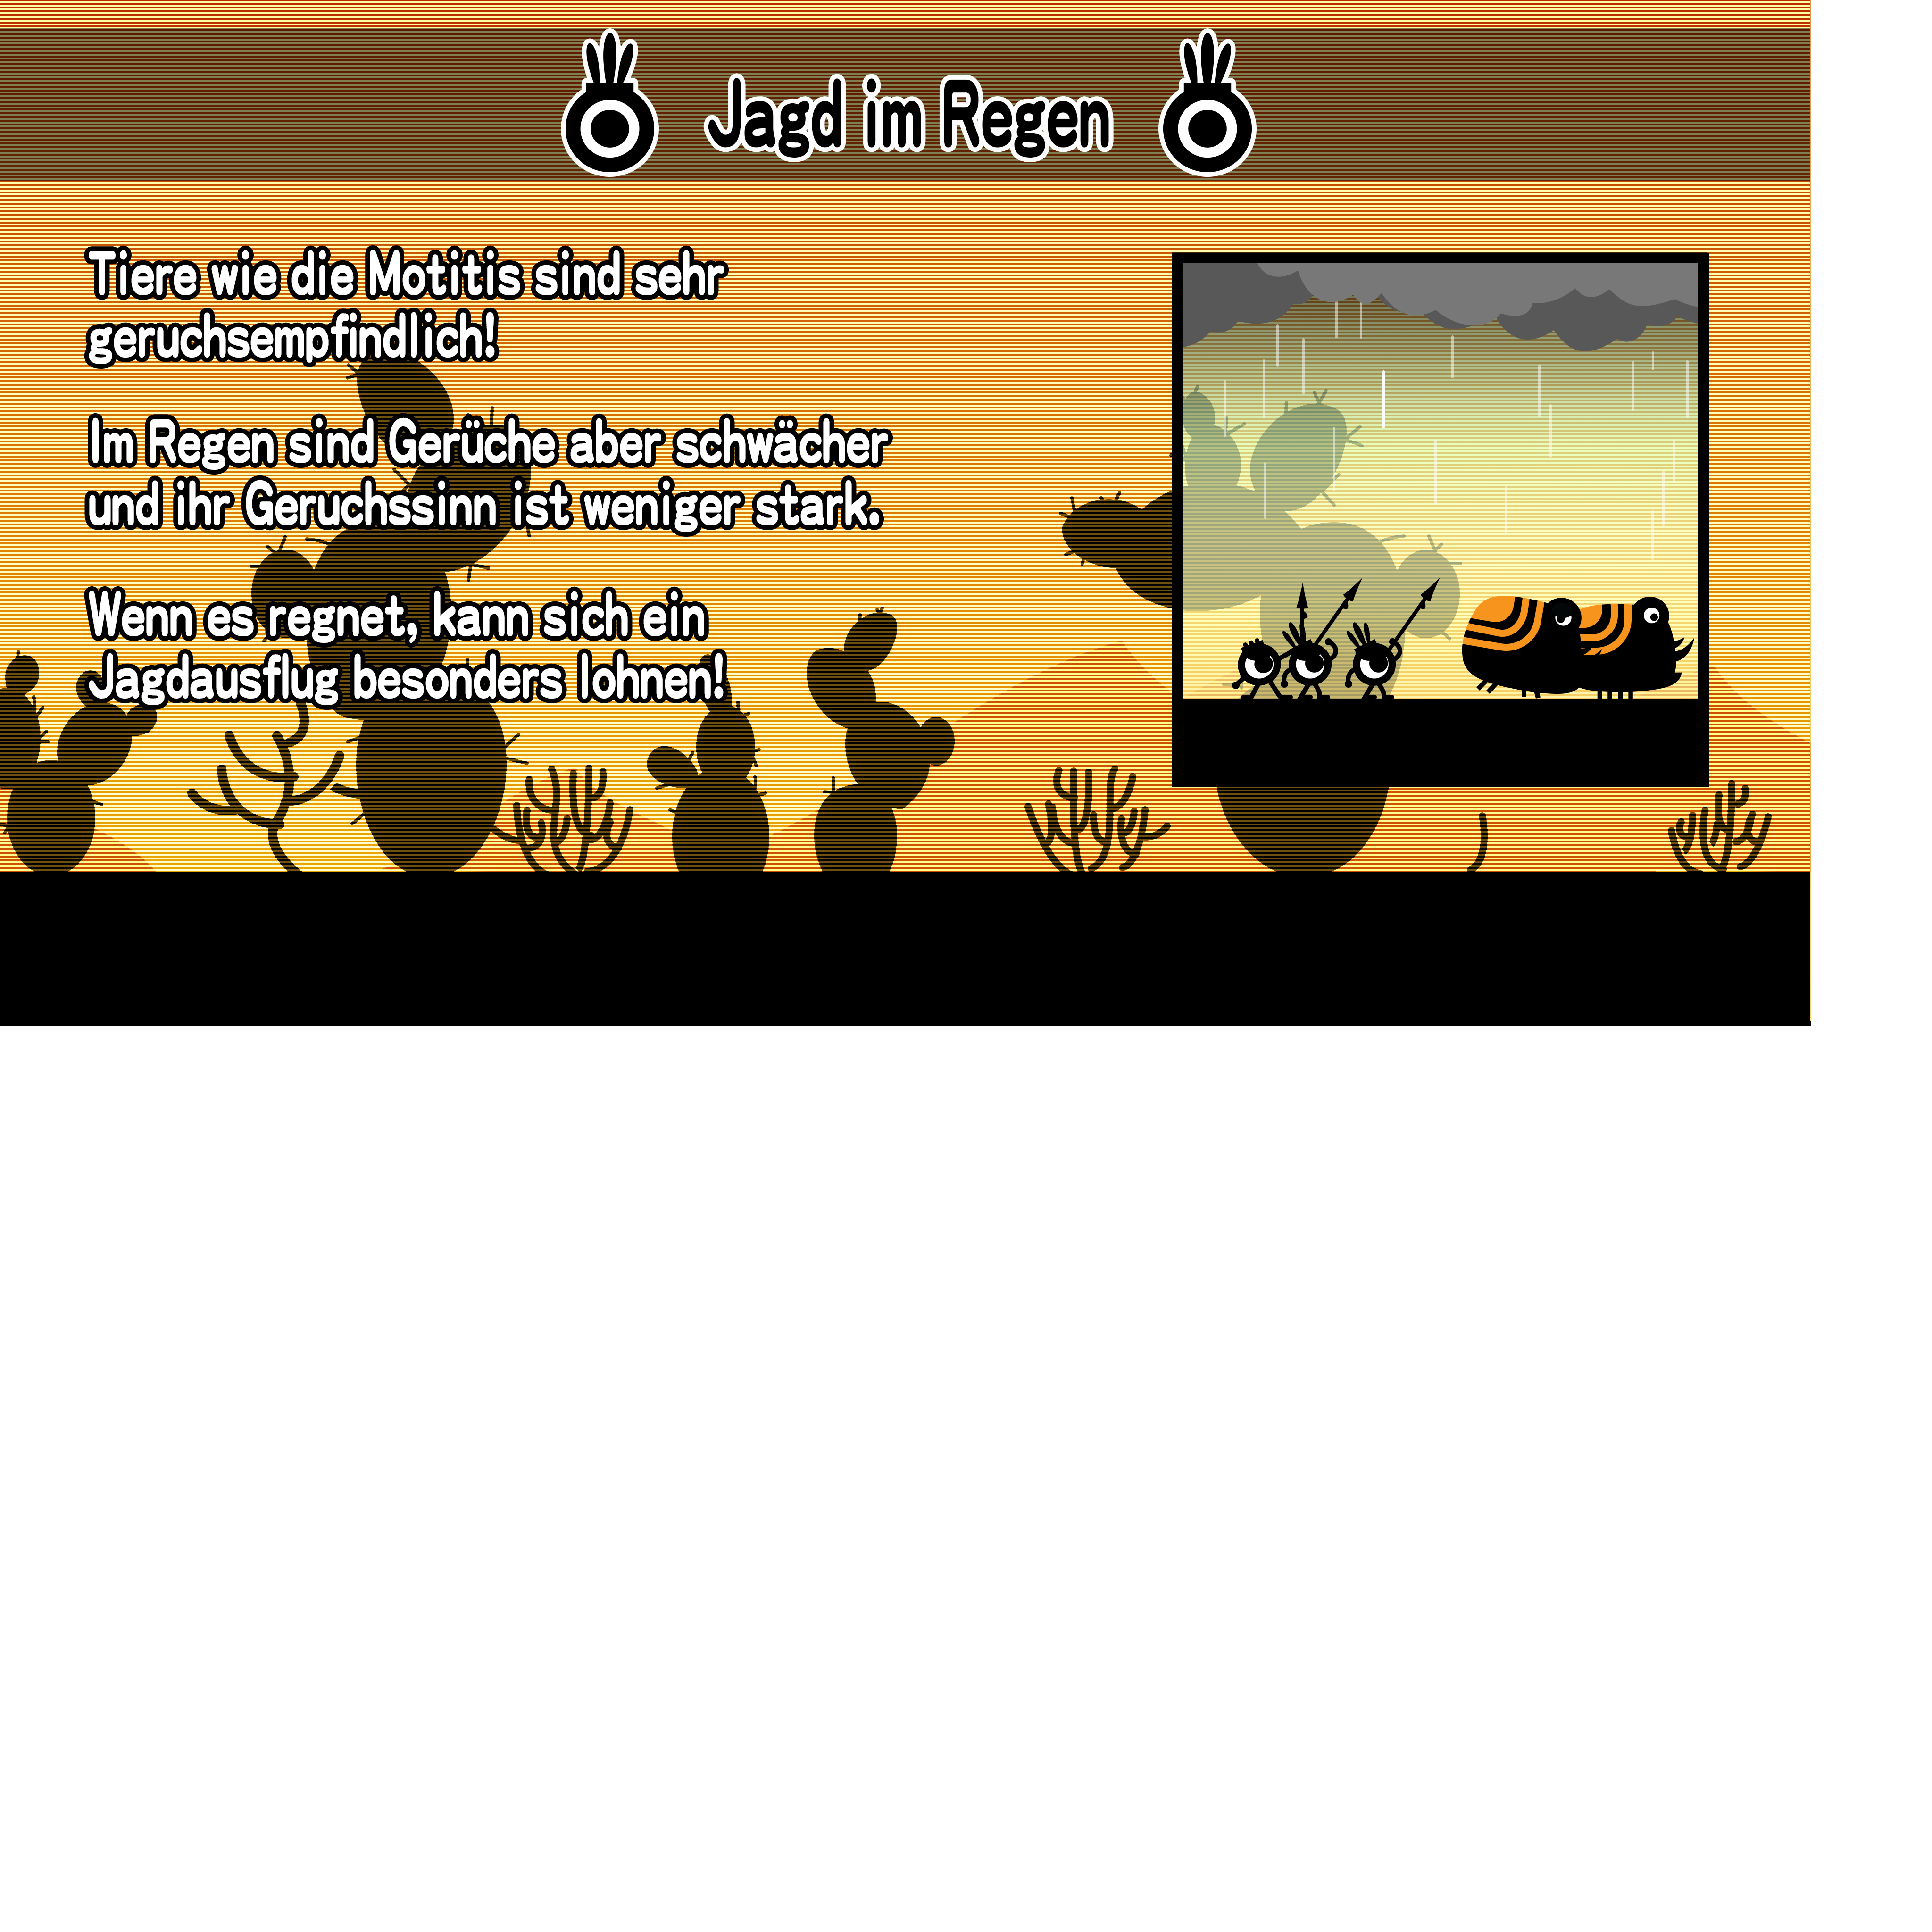 Jagd im Regen
Tiere wie die Motitis sind sehr
geruchsempfindlich!
Im Regen sind Gerüche aber schwächer
und ihr Geruchssinn ist weniger stark.
Wenn es regnet, kann sich ein
Jagdausflug besonders lohnen!